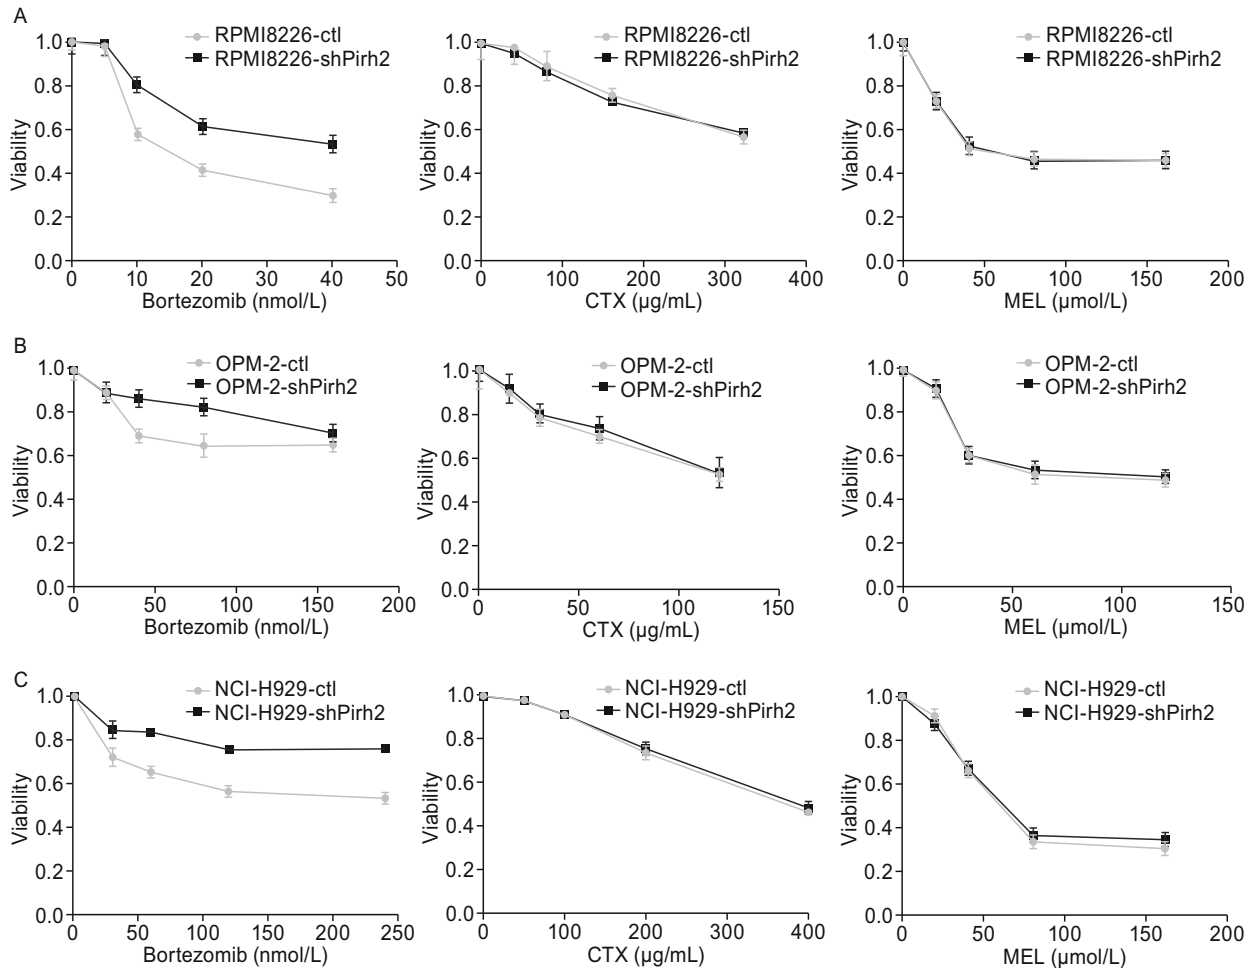 A
RPMI8226-ctl
RPMI8226-shPirh2
Viability
1.0
0.8
0.6
0.4
0.2
0.0
0 10 20 30 40 50
Bortezomib (nmol/L)
RPMI8226-ctl
RPMI8226-shPirh2
Viability
1.0
0.8
0.6
0.4
0.2
0.0
0 100 200 300 400
CTX (µg/mL)
RPMI8226-ctl
RPMI8226-shPirh2
Viability
1.0
0.8
0.6
0.4
0.2
0.0
0 50 100 150 200
MEL (µmol/L)
B
OPM-2-ctl
OPM-2-shPirh2
Viability
1.0
0.8
0.6
0.4
0.2
0.0
0 50 100 150 200
Bortezomib (nmol/L)
OPM-2-ctl
OPM-2-shPirh2
Viability
1.0
0.8
0.6
0.4
0.2
0.0
0 50 100 150
CTX (µg/mL)
OPM-2-ctl
OPM-2-shPirh2
Viability
1.0
0.8
0.6
0.4
0.2
0.0
0 50 100 150
MEL (µmol/L)
C
NCI-H929-ctl
NCI-H929-shPirh2
Viability
1.0
0.8
0.6
0.4
0.2
0.0
0 50 100 150 200 250
Bortezomib (nmol/L)
NCI-H929-ctl
NCI-H929-shPirh2
Viability
1.0
0.8
0.6
0.4
0.2
0.0
0 100 200 300 400
CTX (µg/mL)
NCI-H929-ctl
NCI-H929-shPirh2
Viability
1.0
0.8
0.6
0.4
0.2
0.0
0 50 100 150 200
MEL (µmol/L)